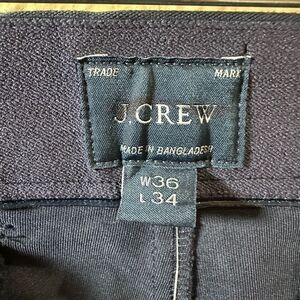 TRADE MARK
J.CREW
MADE IN BANGLADESH
W36
L34